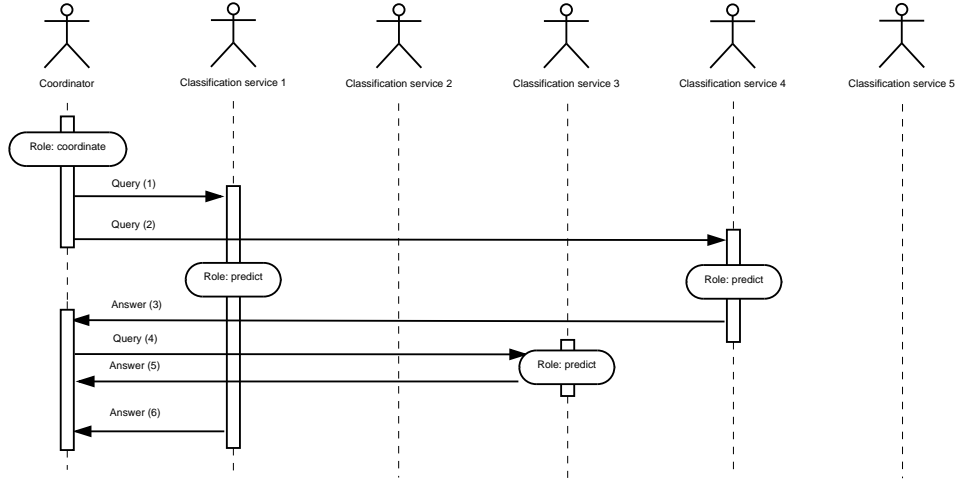 Coordinator
Classification service 1
Classification service 2
Classification service 3
Classification service 4
Classification service 5
Role: coordinate
Query (1)
Query (2)
Role: predict
Role: predict
Answer (3)
Query (4)
Answer (5)
Role: predict
Answer (6)